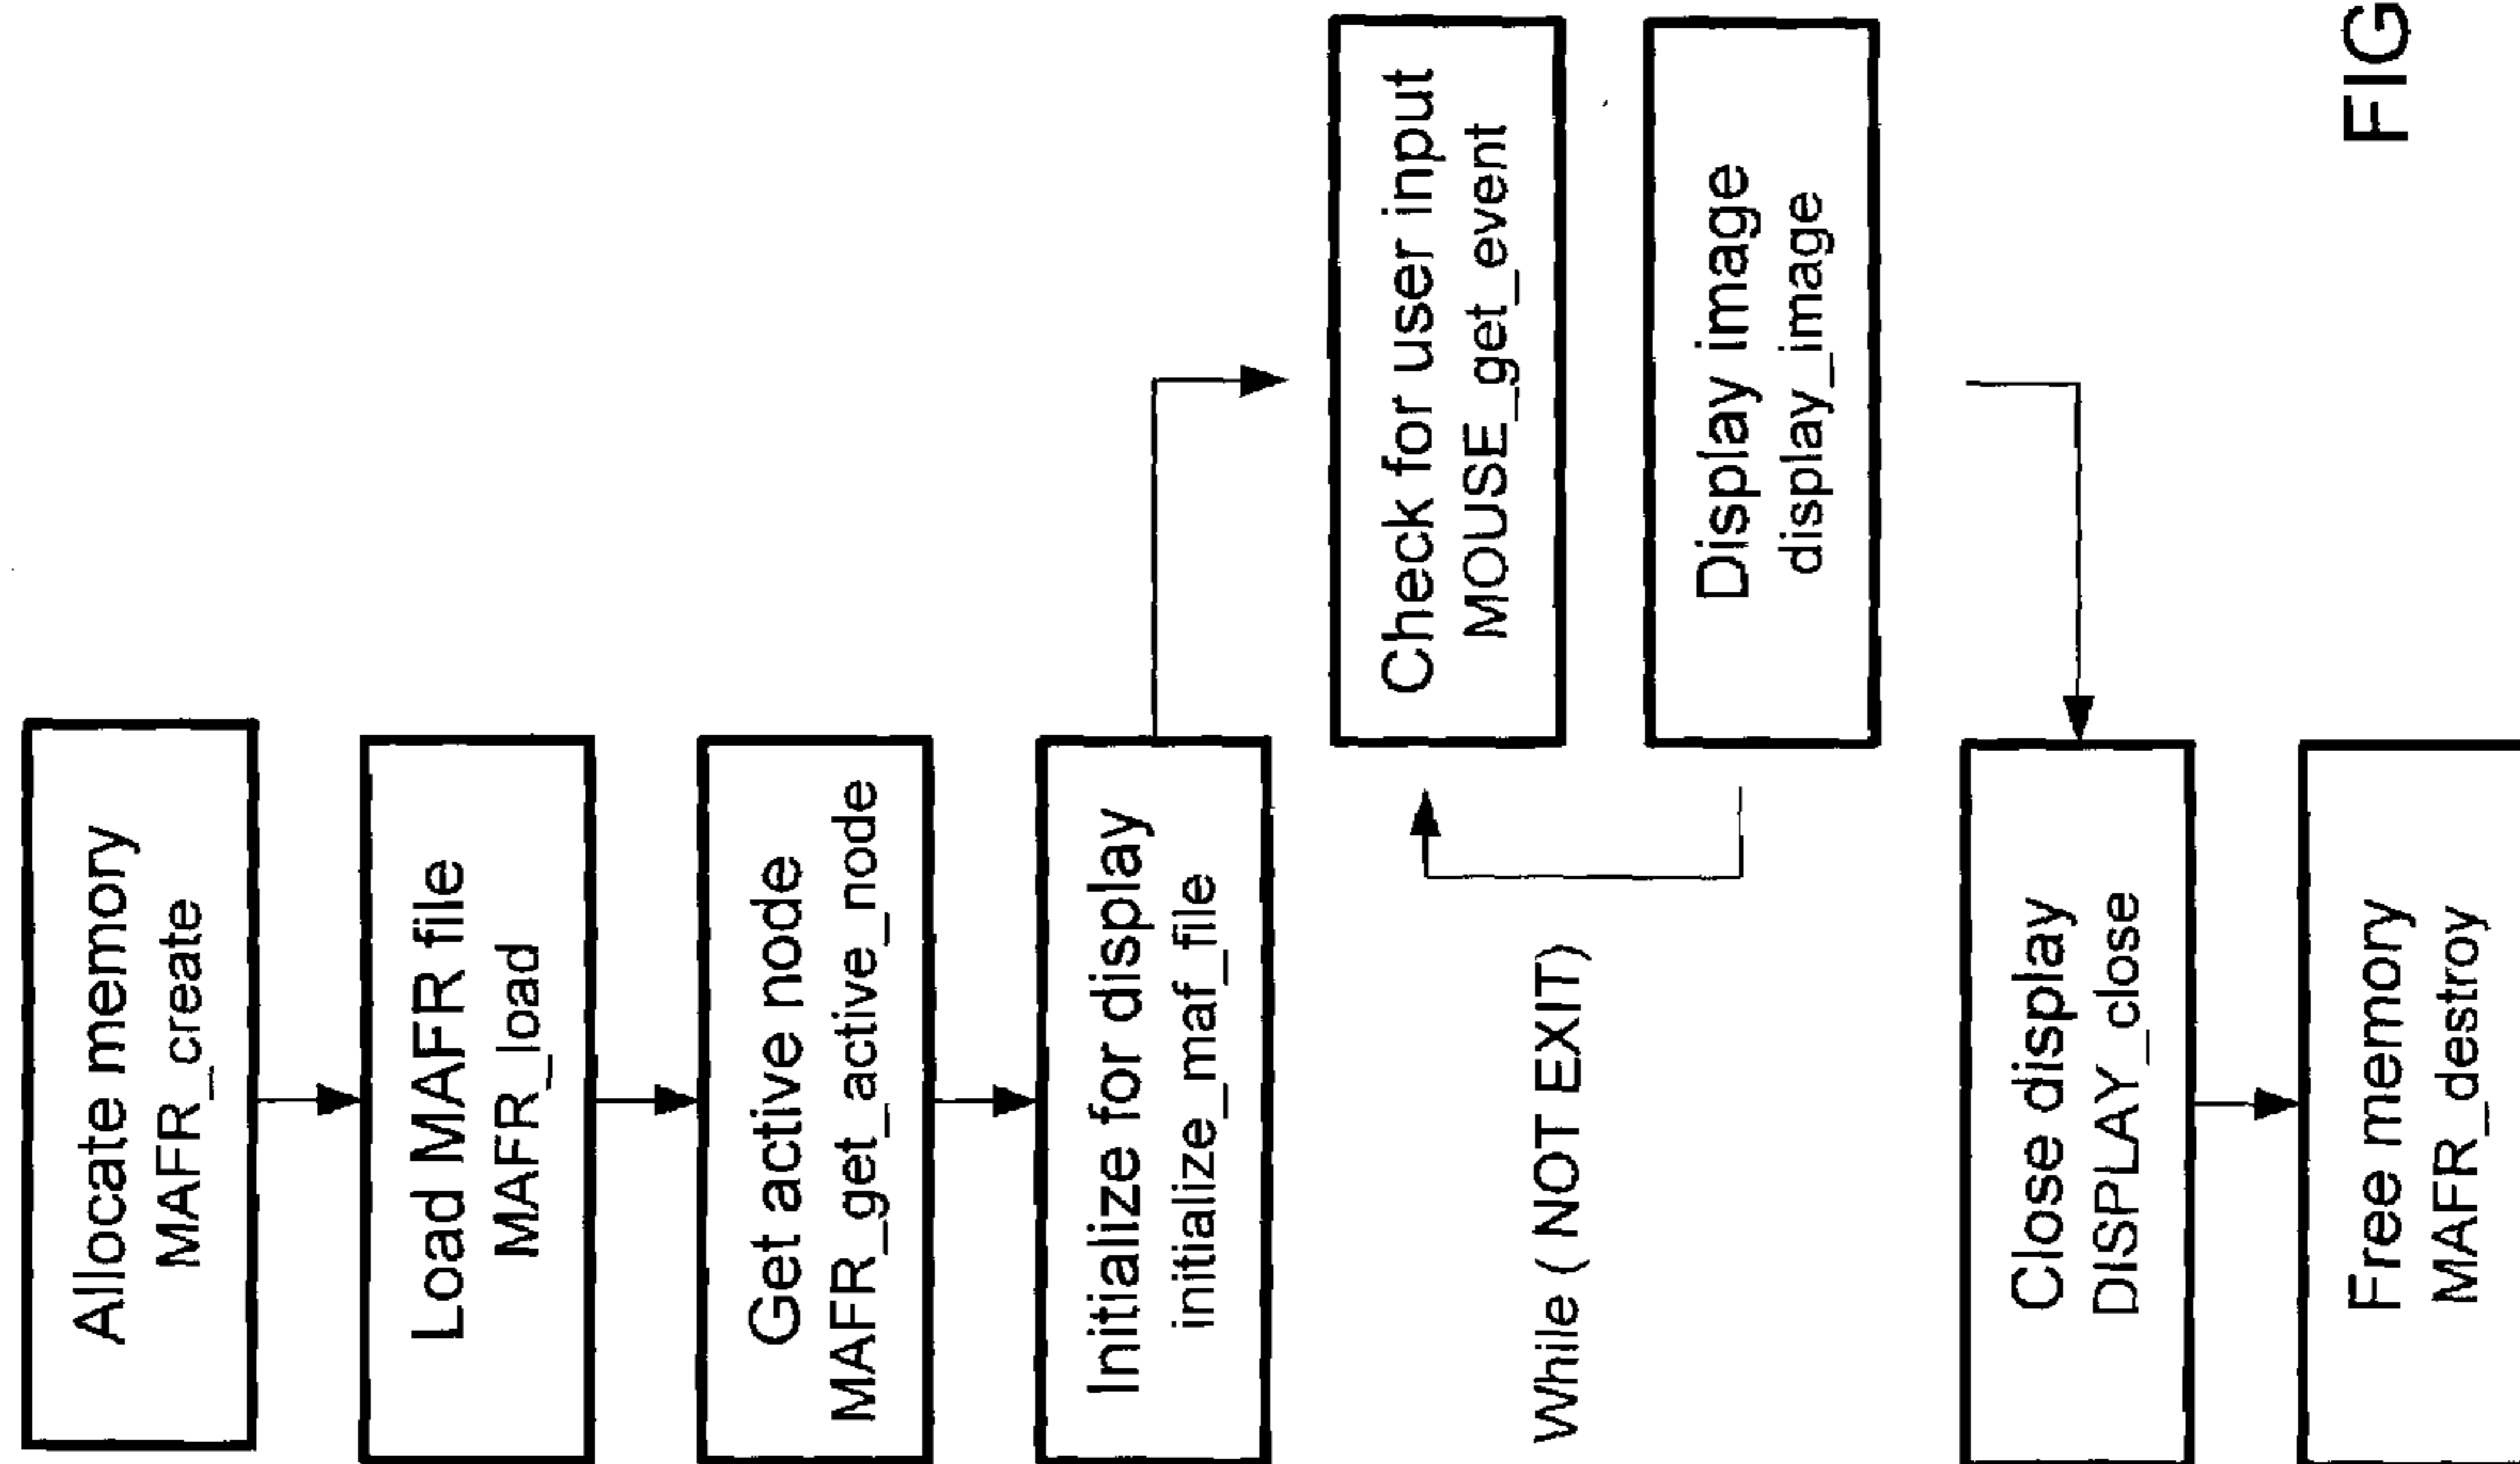 Allocate memory
MAFR_create
Load MAFR file
MAFR_load
Get active node
MAFR_get_active_node
Initialize for display
initialize_maf_file
Check for user input
MOUSE_get_event
While ( NOT EXIT)
Display image
display_image
Close display
DISPLAY_close
Free memory
MAFR_destroy
FIG